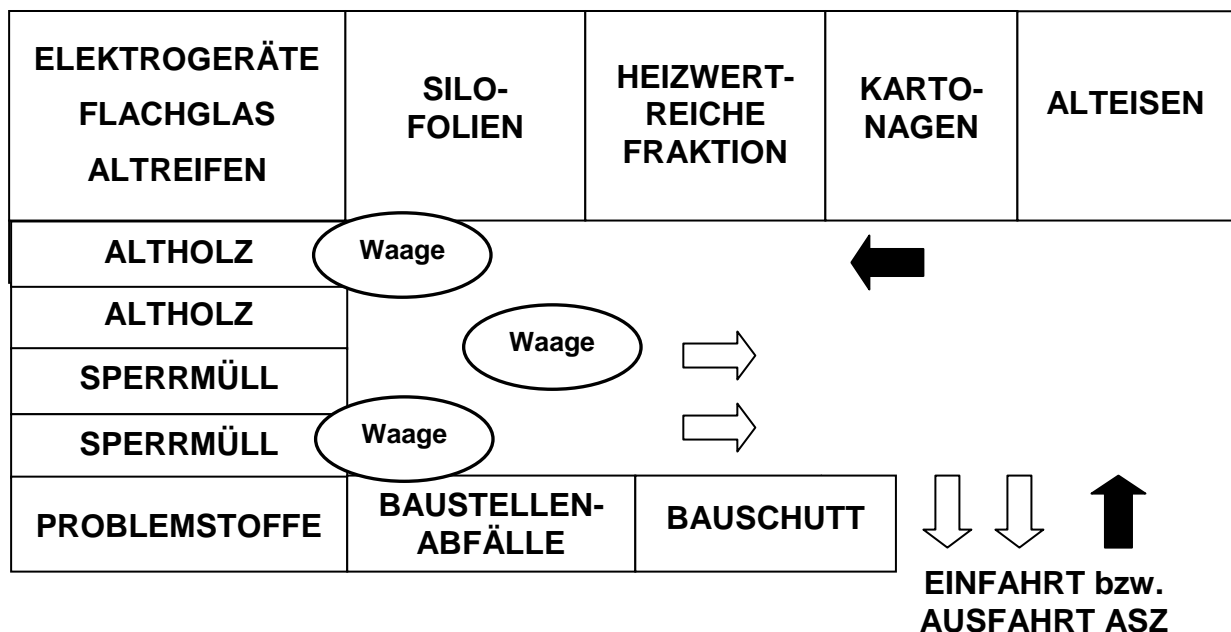 ELEKTROGERÄTE
FLACHGLAS
ALTREIFEN
SILO-
FOLIEN
HEIZWERT-
REICHE
FRAKTION
KARTO-
NAGEN
ALTEISEN
ALTHOLZ
Waage
ALTHOLZ
Waage
SPERRMÜLL
SPERRMÜLL
Waage
PROBLEMSTOFFE
BAUSTELLEN-
ABFÄLLE
BAUSCHUTT
EINFAHRT bzw.
AUSFAHRT ASZ